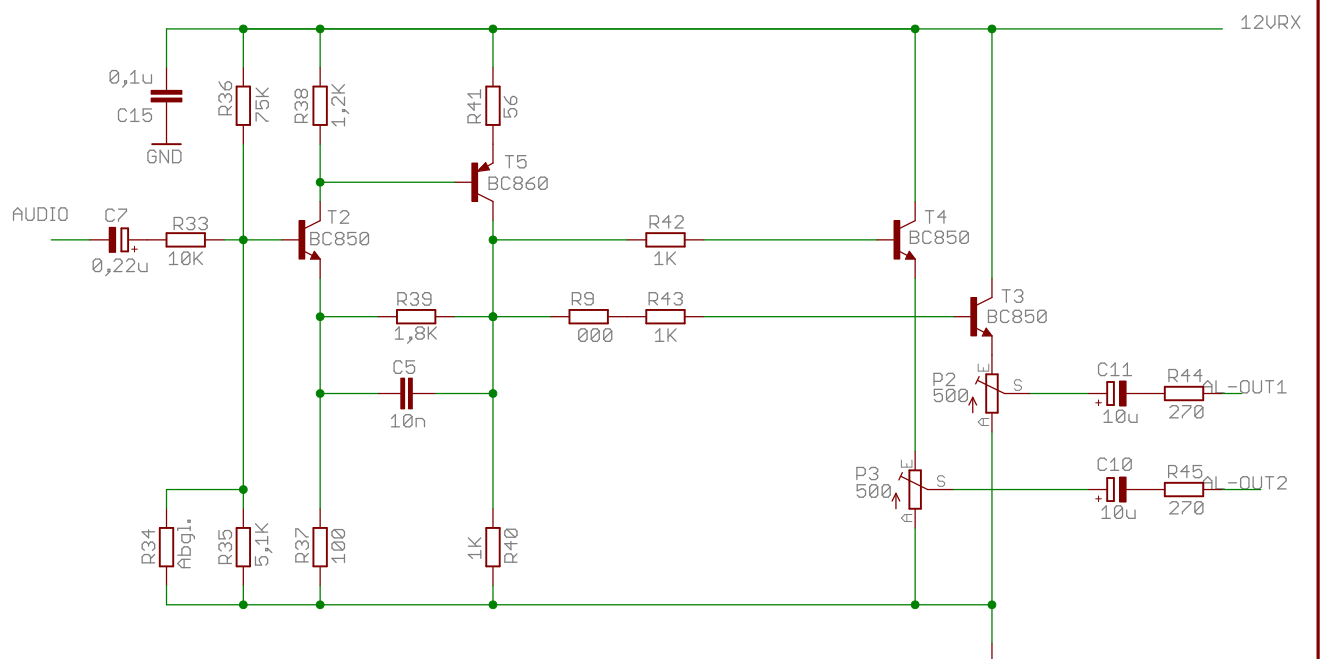 12VRX
0,1u
C15
GND
R36
75K
R38
1,2K
R41
56
T5
BC860
AUDIO
C7
0,22u
R33
10K
T2
BC850
R42
1K
T4
BC850
R39
1,8K
R9
000
R43
1K
T3
BC850
C5
10n
P2
500
E
S
A
C11
+
10u
R44
270
AL-OUT1
P3
500
E
S
A
C10
+
10u
R45
270
AL-OUT2
R34
Abgl.
R35
5,1K
R37
100
1K
R40
+